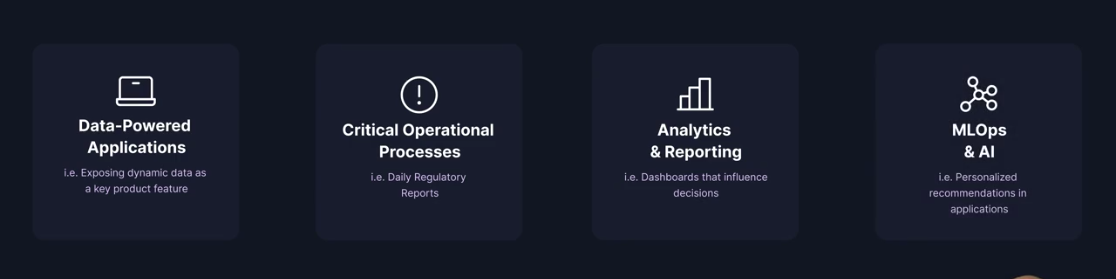 Data-Powered
Applications
i.e. Exposing dynamic data as
a key product feature
Critical Operational
Processes
i.e. Daily Regulatory
Reports
Analytics
& Reporting
i.e. Dashboards that influence
decisions
MLOps
& AI
i.e. Personalized
recommendations in
applications